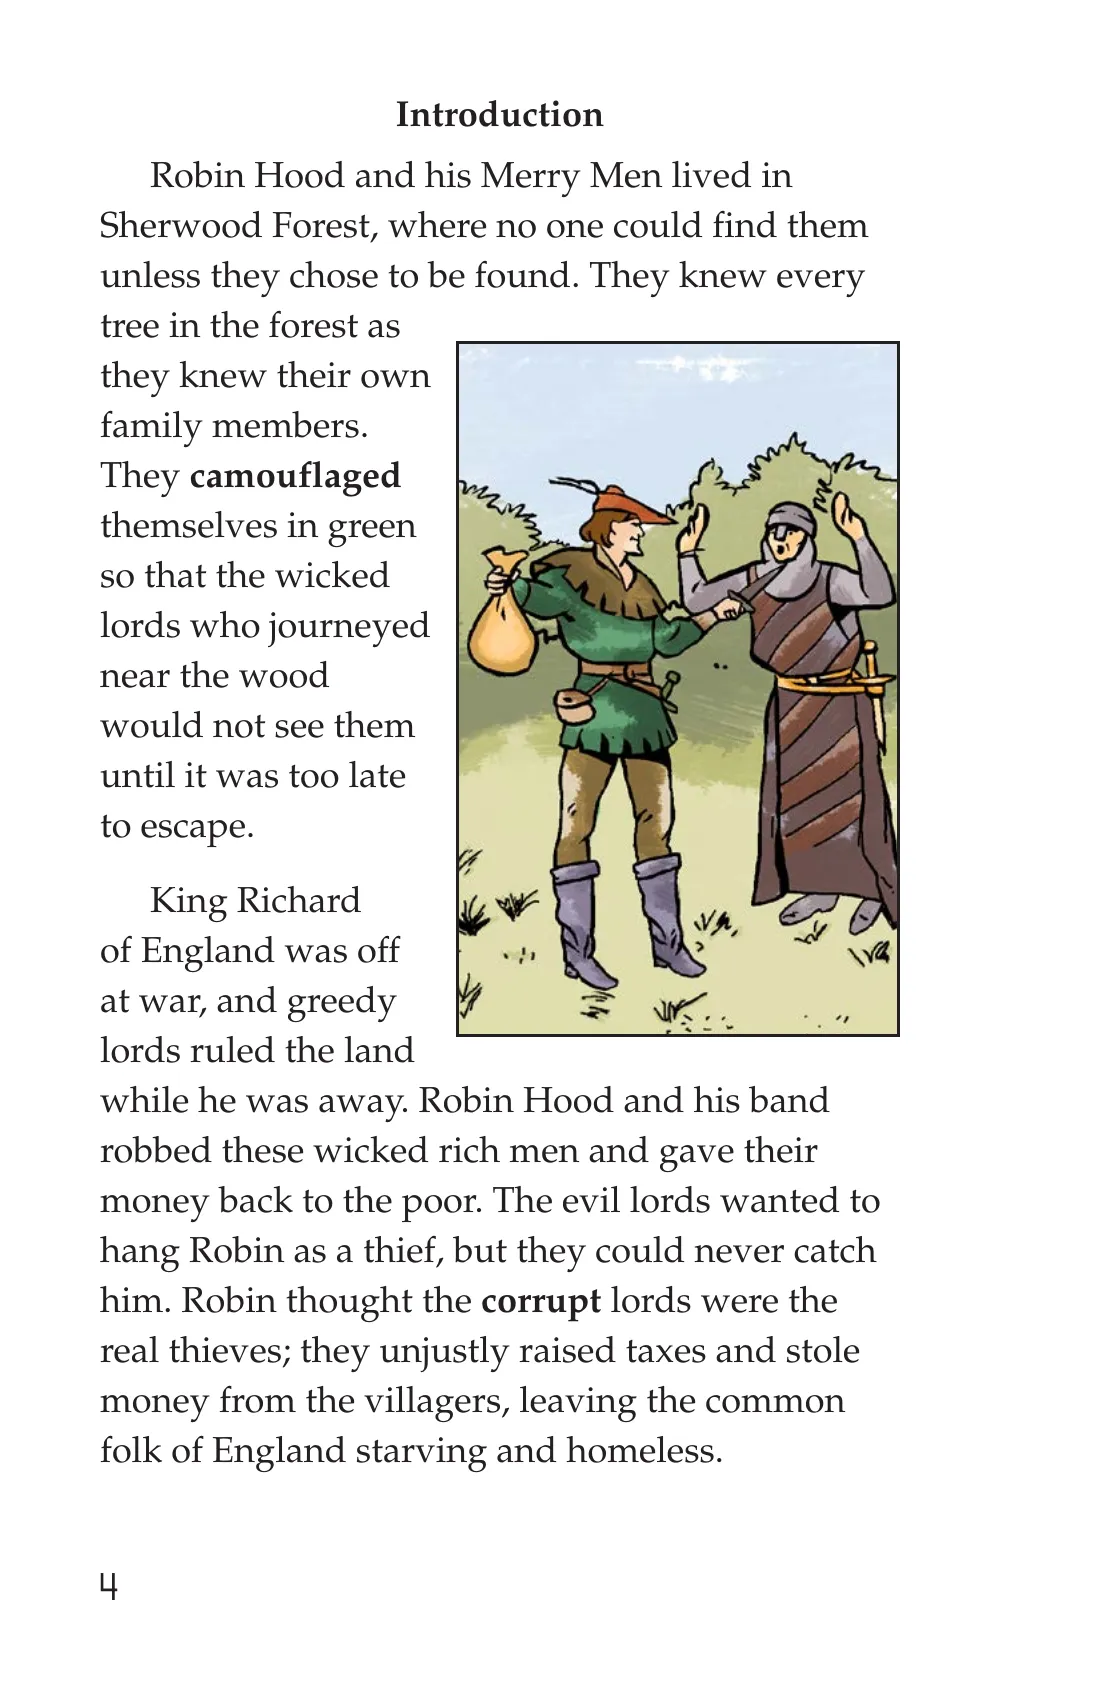 Introduction
Robin Hood and his Merry Men lived in
Sherwood Forest, where no one could find them
unless they chose to be found. They knew every
tree in the forest as
they knew their own
family members.
They camouflaged
themselves in green
so that the wicked
lords who journeyed
near the wood
would not see them
until it was too late
to escape.
King Richard
of England was off
at war, and greedy
lords ruled the land
while he was away. Robin Hood and his band
robbed these wicked rich men and gave their
money back to the poor. The evil lords wanted to
hang Robin as a thief, but they could never catch
him. Robin thought the corrupt lords were the
real thieves; they unjustly raised taxes and stole
money from the villagers, leaving the common
folk of England starving and homeless.
4